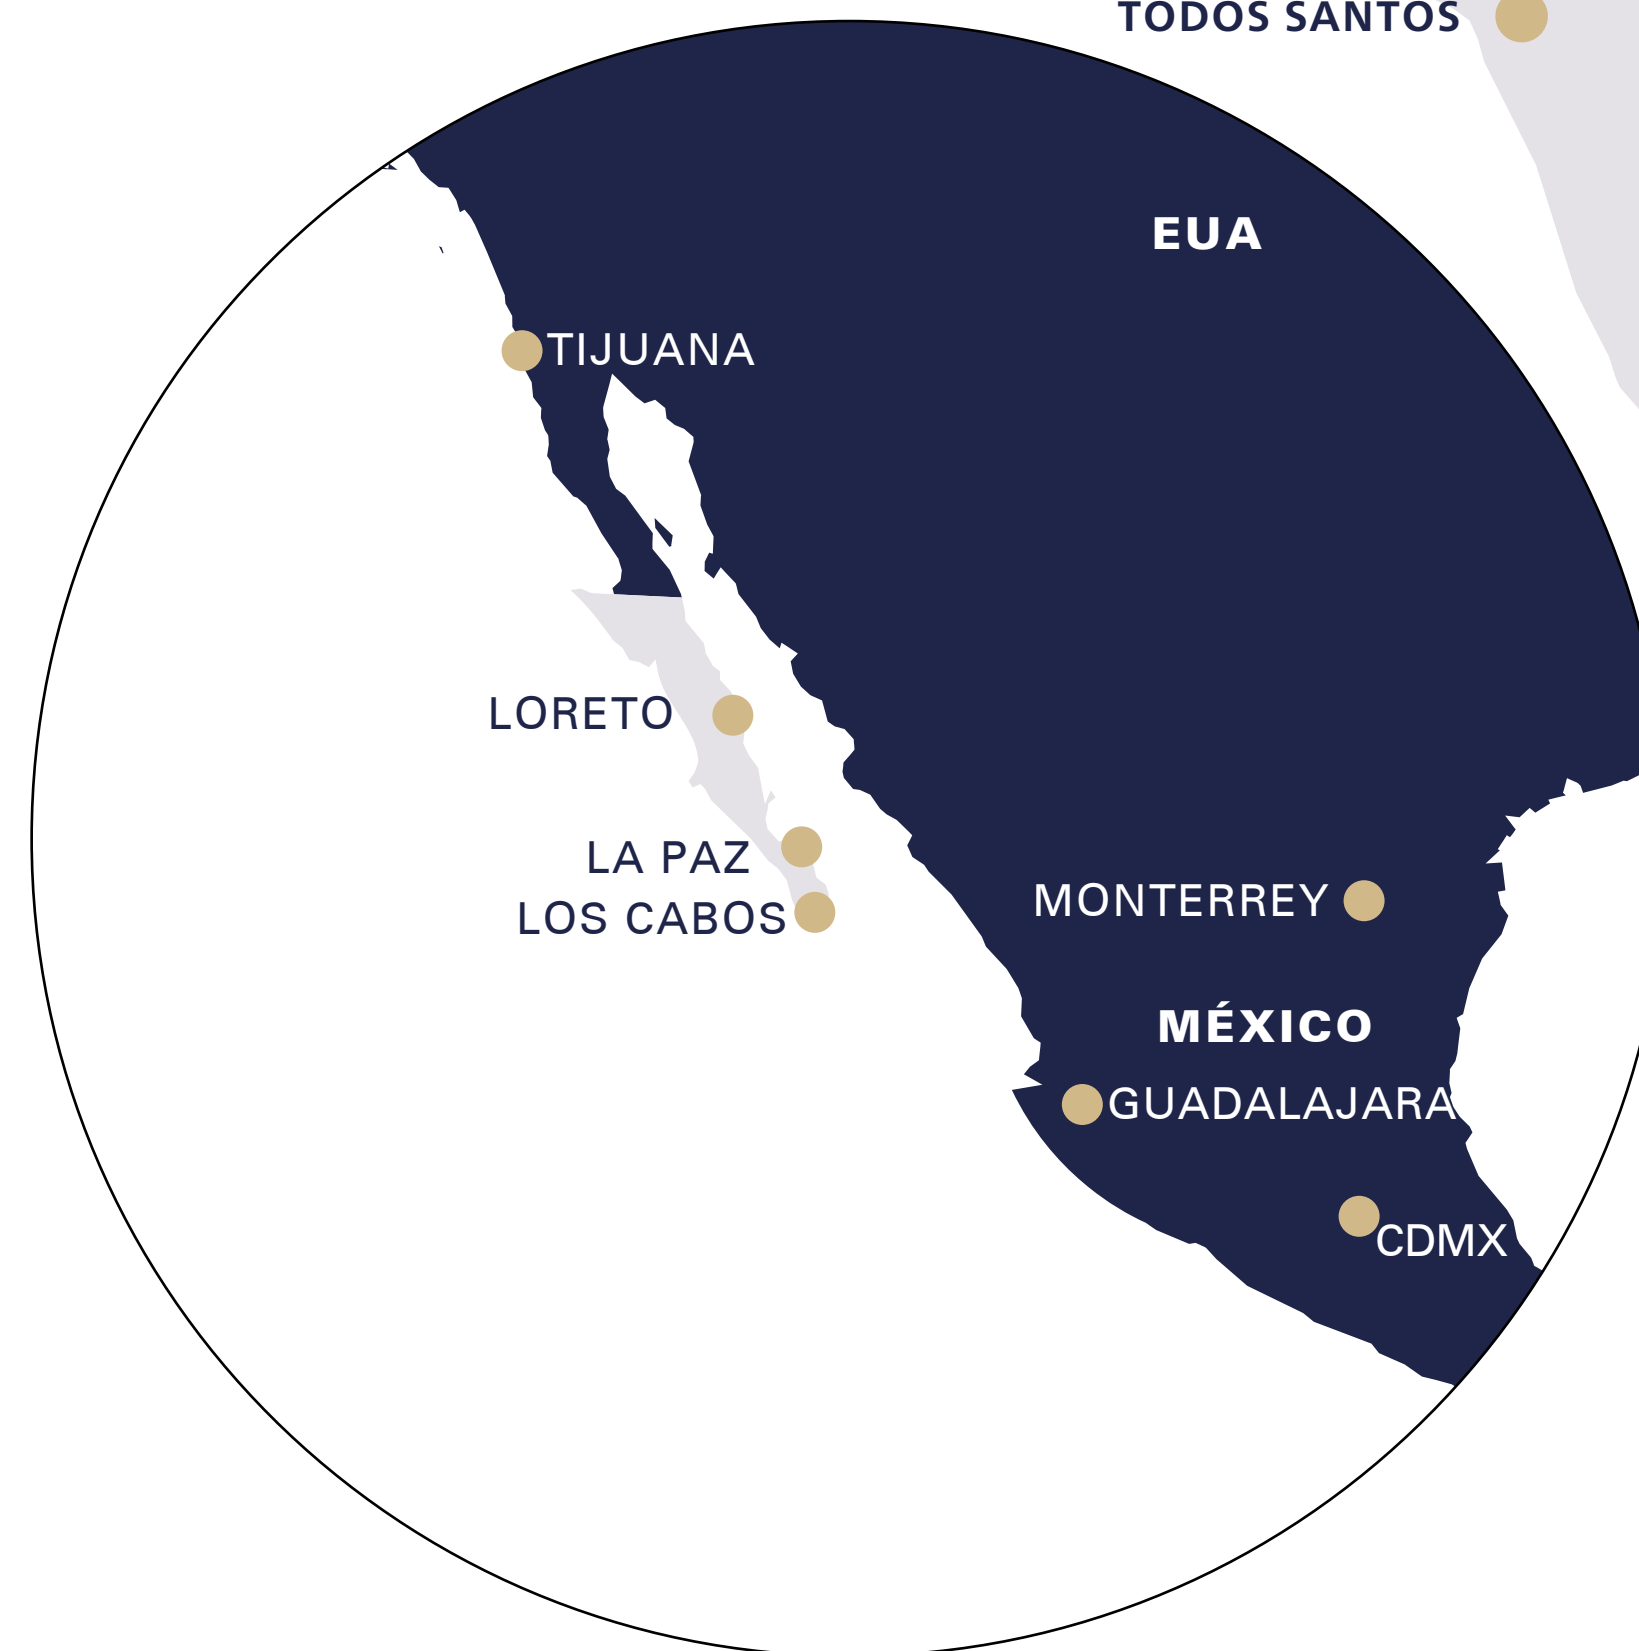 TODOS SANTOS
EUA
TIJUANA
LORETO
LA PAZ
LOS CABOS
MONTERREY
MÉXICO
GUADALAJARA
CDMX